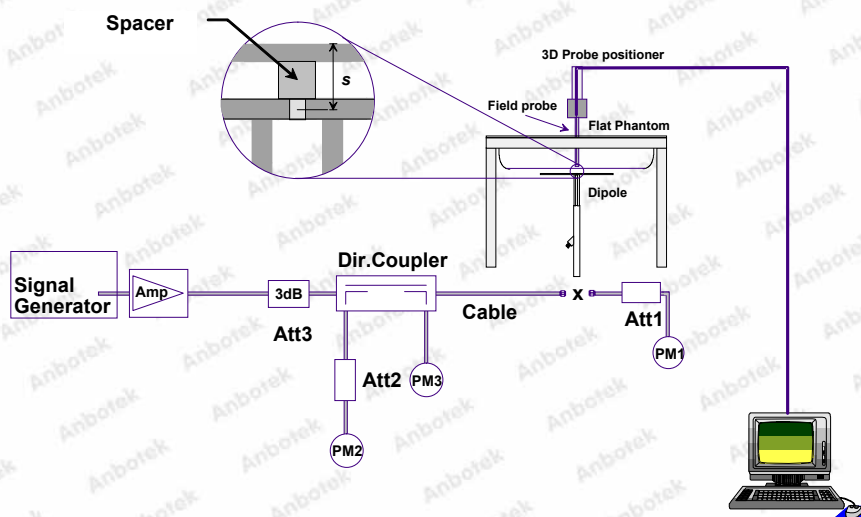 Spacer
s
3D Probe positioner
Field probe
Flat Phantom
Dipole
Dir.Coupler
Signal
Generator
Amp
3dB
Att3
Cable
x
Att1
PM1
Att2
PM3
PM2
Anbotek